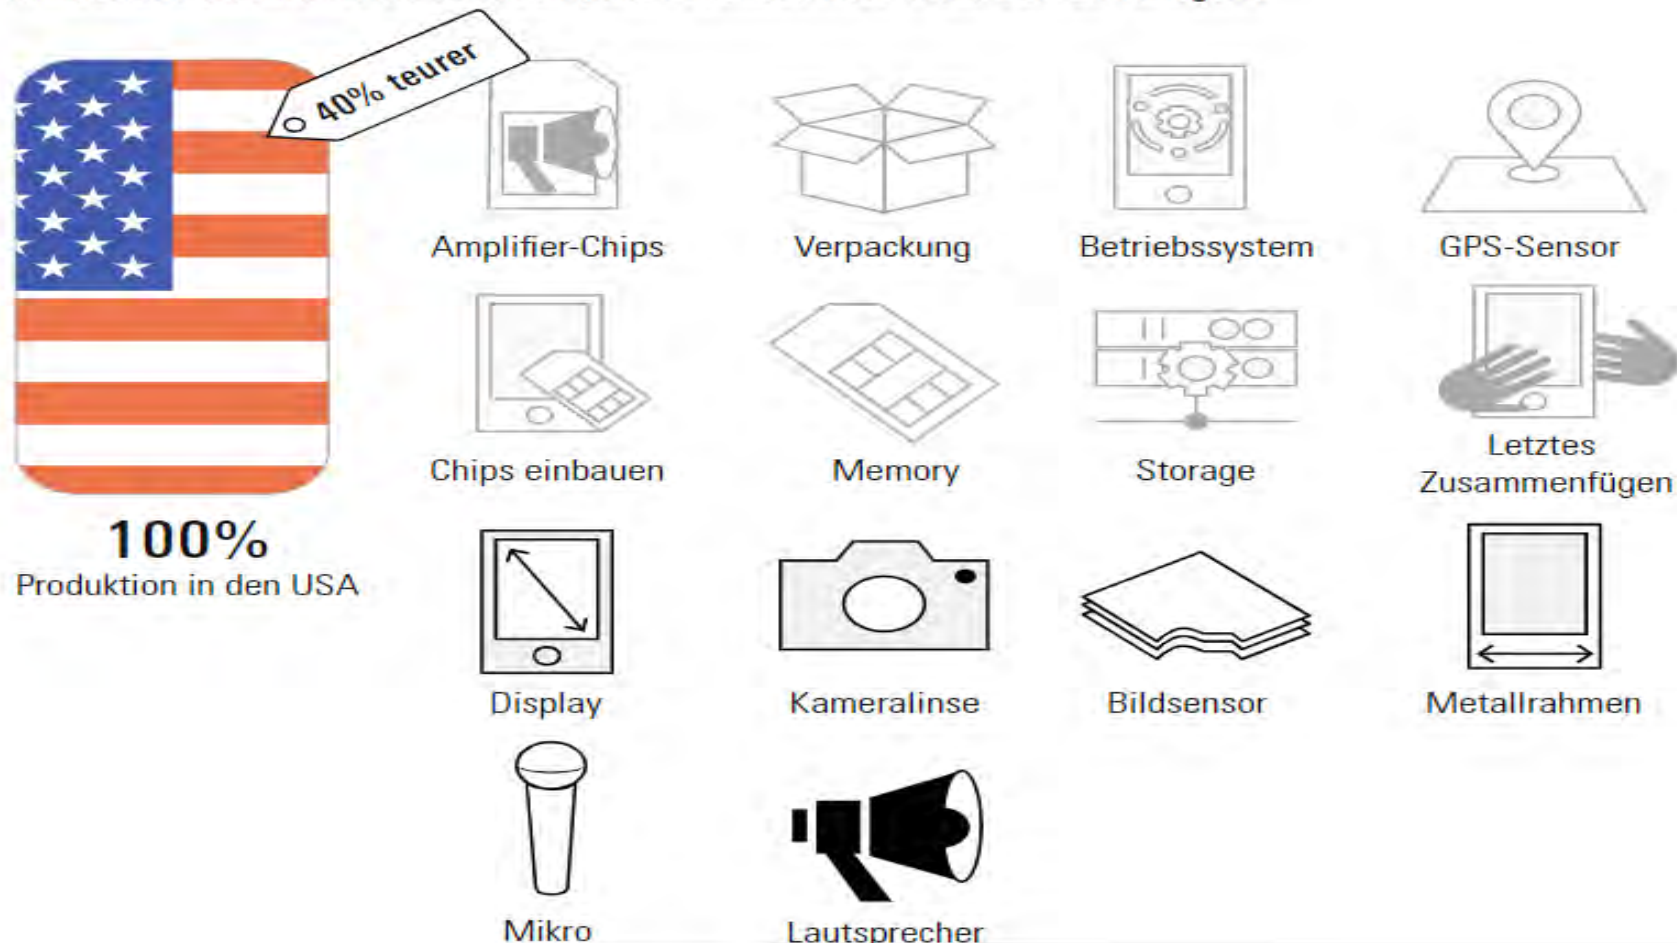 40% teurer
Amplifier-Chips
Verpackung
Betriebssystem
GPS-Sensor
Chips einbauen
Memory
Storage
Letztes
Zusammenfügen
100%
Produktion in den USA
Display
Kameralinse
Bildsensor
Metallrahmen
Mikro
Lautsprecher